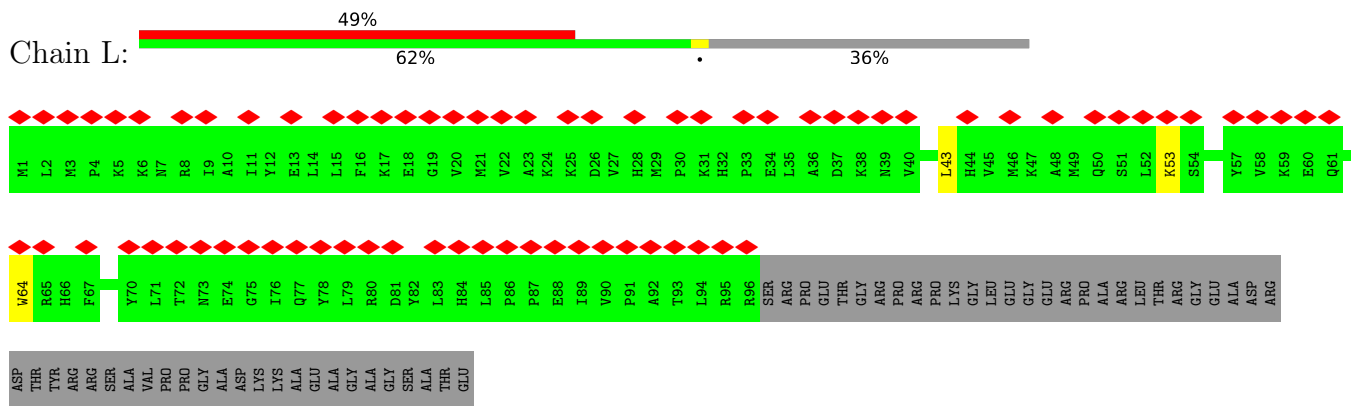 49%
Chain L:
62% • 36%
M1 L2 M3 P4 K5 K6 N7 R8 I9 A10 I11 Y12 E13 L14 L15 F16 K17 E18 G19 V20 M21 V22 A23 K24 K25 D26 V27 H28 M29 P30 K31 H32 P33 E34 L35 A36 D37 K38 N39 V40 L43 H44 V45 M46 K47 A48 M49 Q50 S51 L52 K53 S54 Y57 V58 K59 E60 Q61
W64 R65 H66 F67 Y70 L71 T72 N73 E74 G75 I76 Q77 Y78 L79 R80 D81 Y82 L83 H84 L85 P86 P87 E88 I89 V90 P91 A92 T93 L94 R95 R96 SER ARG PRO GLU THR GLY ARG PRO ARG PRO LYS GLY LEU GLU GLY GLU ARG PRO ALA ARG LEU THR ARG GLY GLU ALA ASP ARG
ASP THR TYR ARG ARG SER ALA VAL PRO PRO GLY ALA ASP LYS LYS ALA GLU ALA GLY ALA GLY SER ALA THR GLU